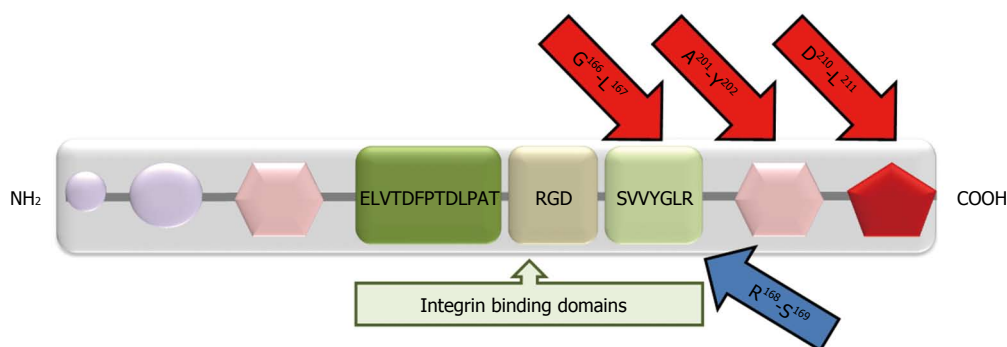 G¹⁶⁶-L¹⁶⁷
A²⁰¹-Y²⁰²
D²¹⁰-L²¹¹
NH₂
ELVTDFPTDLPAT
RGD
SVVYGLR
COOH
Integrin binding domains
R¹⁶⁸-S¹⁶⁹